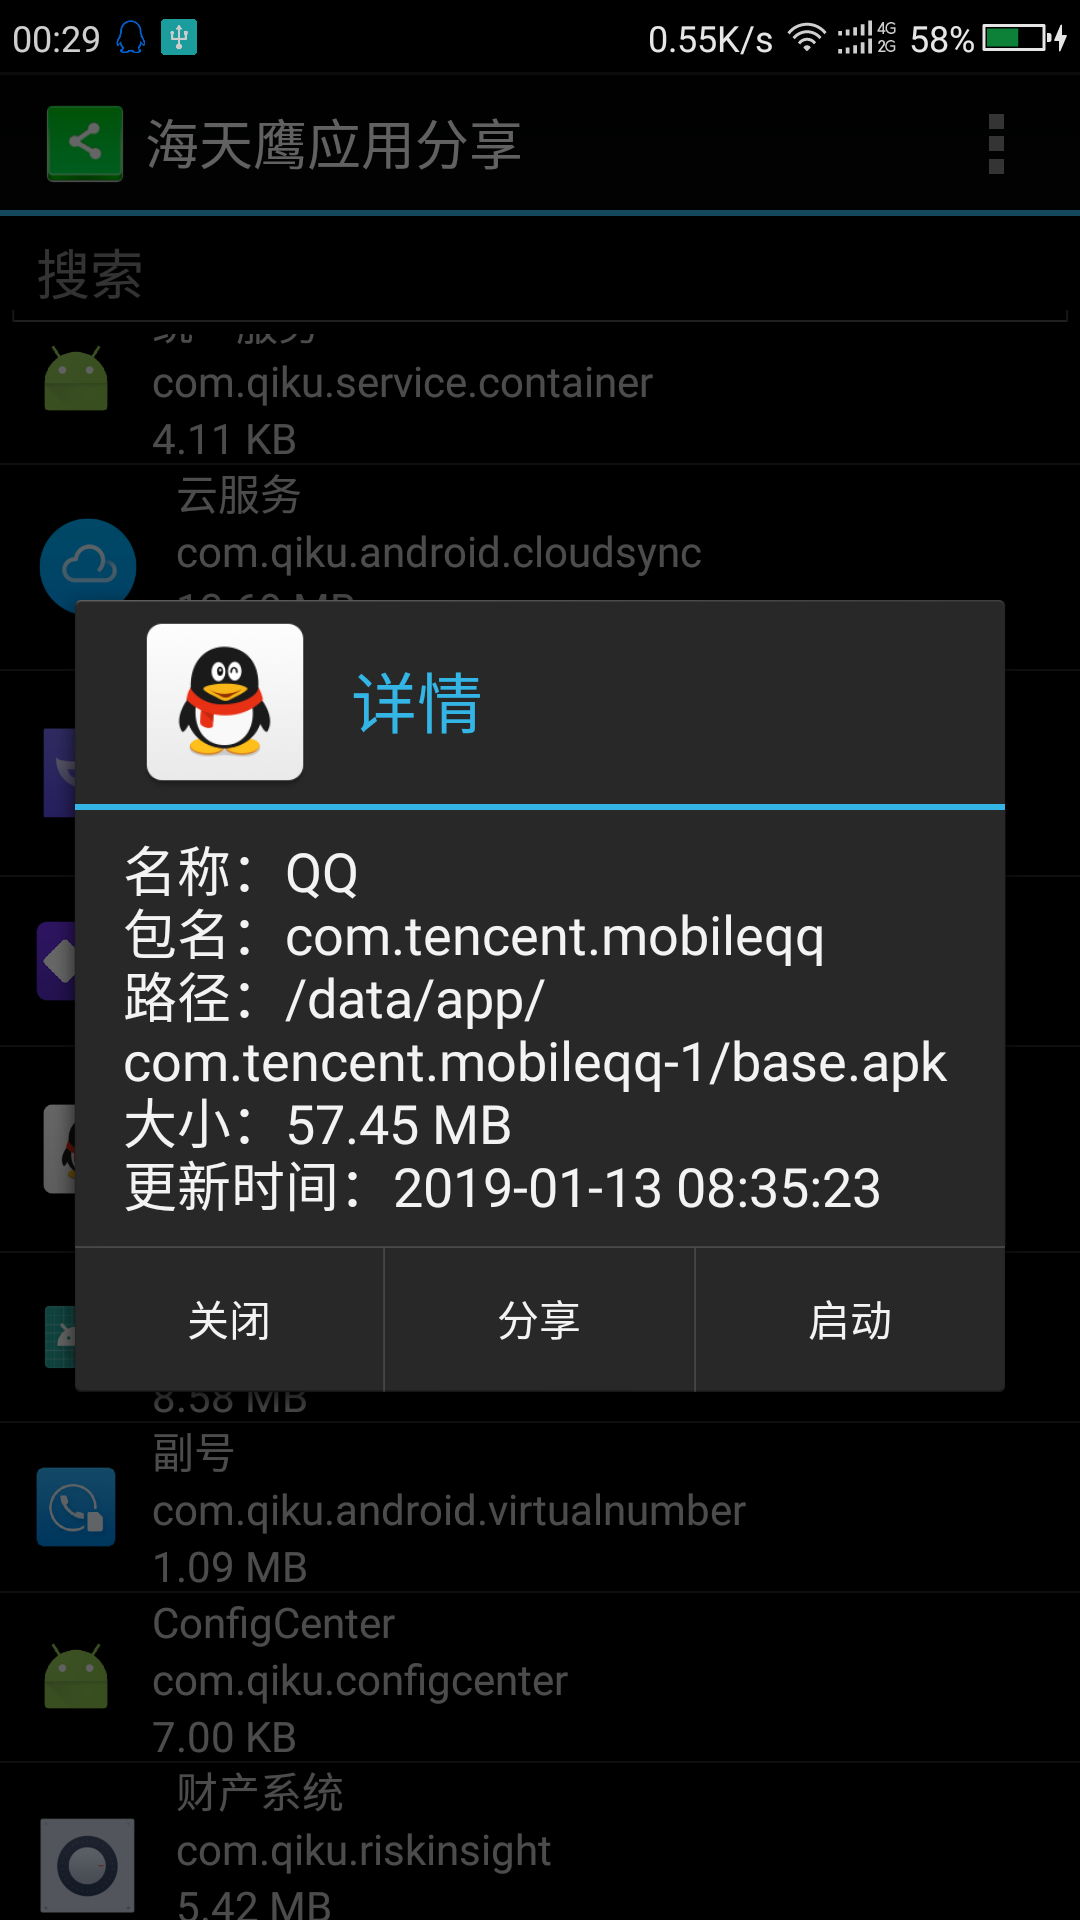 00:29
0.55K/s
4G
2G
58%
海天鹰应用分享
搜索
com.qiku.service.container
4.11 KB
云服务
com.qiku.android.cloudsync
详情
名称：QQ
包名：com.tencent.mobileqq
路径：/data/app/
com.tencent.mobileqq-1/base.apk
大小：57.45 MB
更新时间：2019-01-13 08:35:23
关闭
分享
启动
8.58 MB
副号
com.qiku.android.virtualnumber
1.09 MB
ConfigCenter
com.qiku.configcenter
7.00 KB
财产系统
com.qiku.riskinsight
5.42 MB